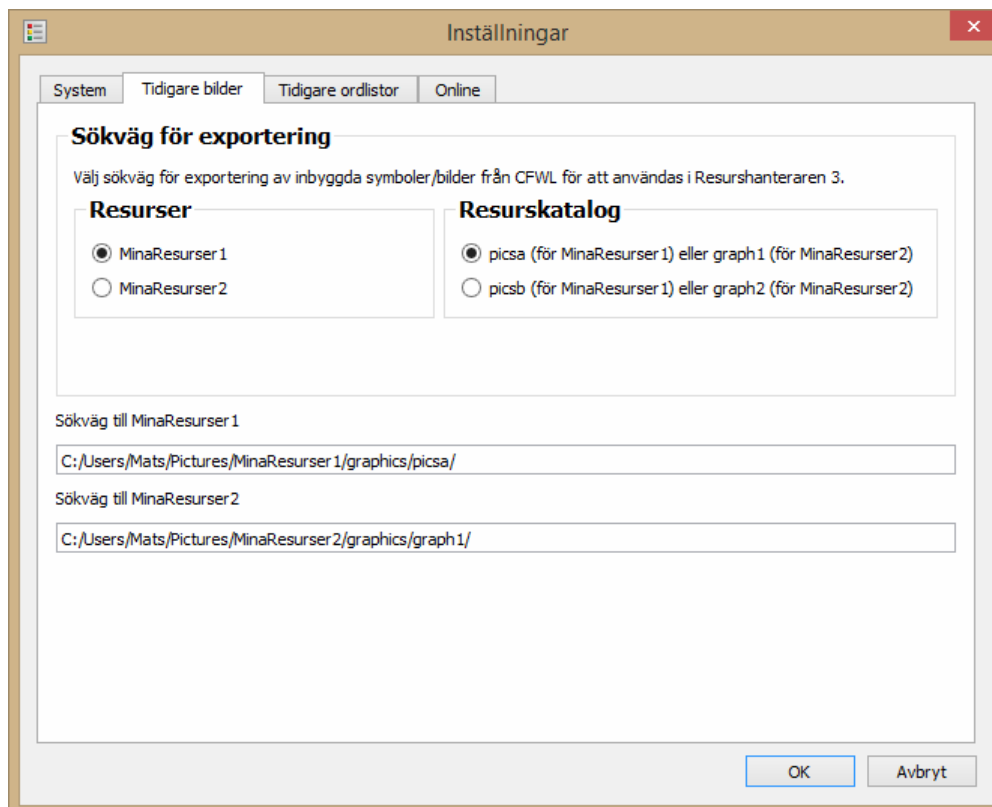 Inställningar
System
Tidigare bilder
Tidigare ordlistor
Online
Sökväg för exportering
Välj sökväg för exportering av inbyggda symboler/bilder från CFWL för att användas i Resurshanteraren 3.
Resurser
MinaResurser1
MinaResurser2
Resurskatalog
picsa (för MinaResurser1) eller graph1 (för MinaResurser2)
picsb (för MinaResurser1) eller graph2 (för MinaResurser2)
Sökväg till MinaResurser1
C:/Users/Mats/Pictures/MinaResurser1/graphics/picsa/
Sökväg till MinaResurser2
C:/Users/Mats/Pictures/MinaResurser2/graphics/graph1/
OK
Avbryt